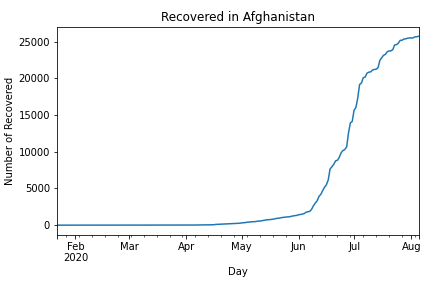 Recovered in Afghanistan
Number of Recovered
25000
20000
15000
10000
5000
0
Feb Mar Apr May Jun Jul Aug
2020
Day